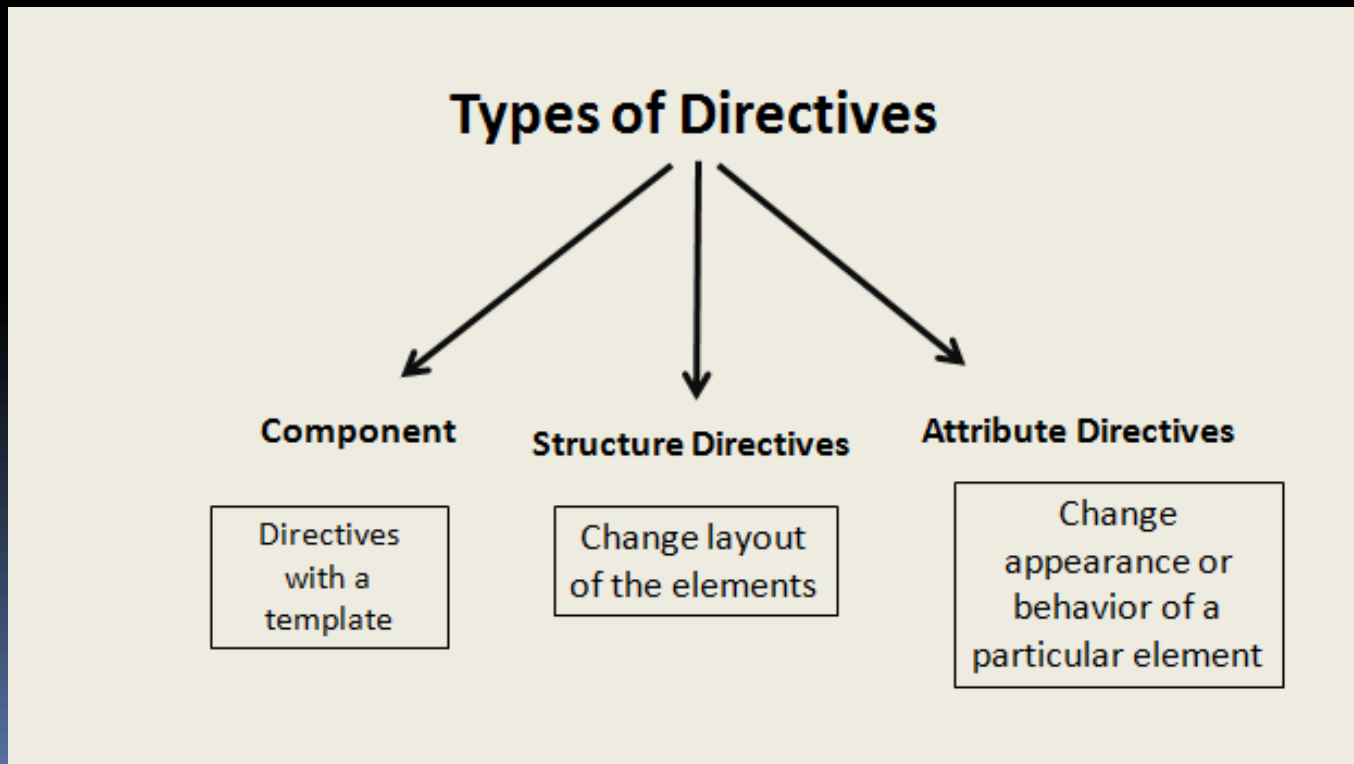 Types of Directives
Component
Directives
with a
template
Structure Directives
Change layout
of the elements
Attribute Directives
Change
appearance or
behavior of a
particular element